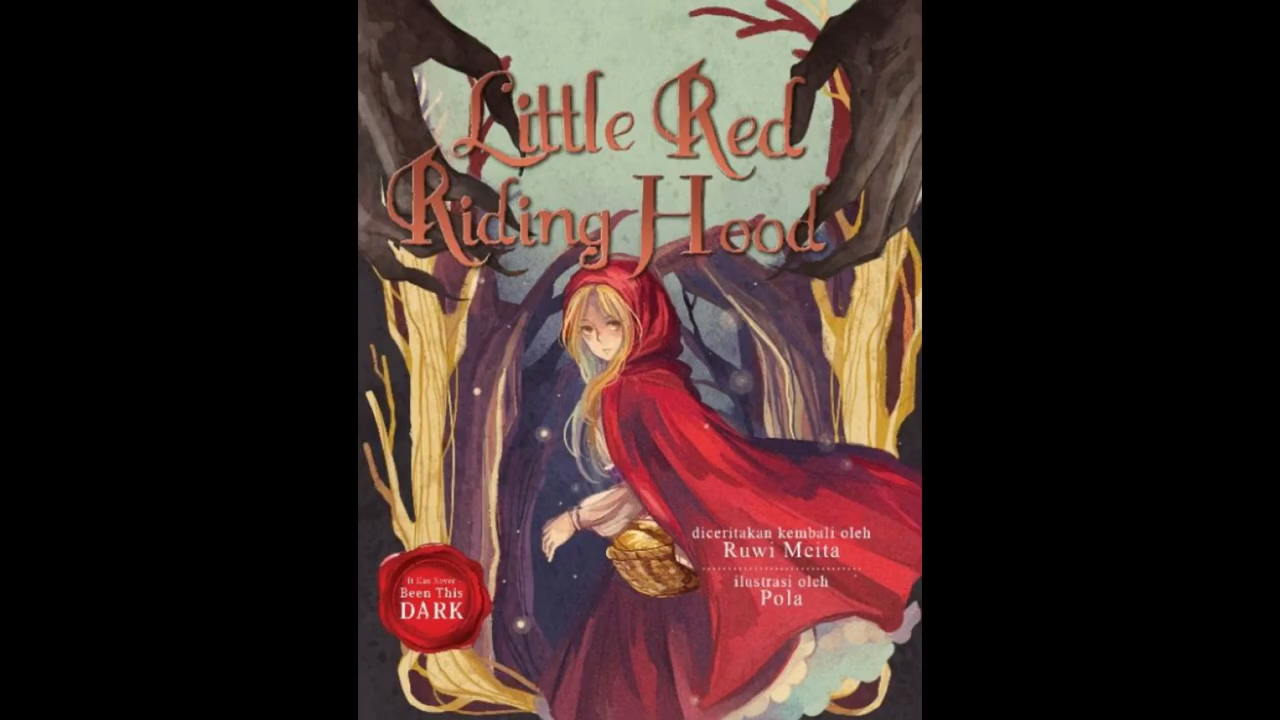 Little Red
Riding Hood
diceritakan kembali oleh
Ruwi Meita
ilustrasi oleh
Pola
It Has Never
Been This
DARK